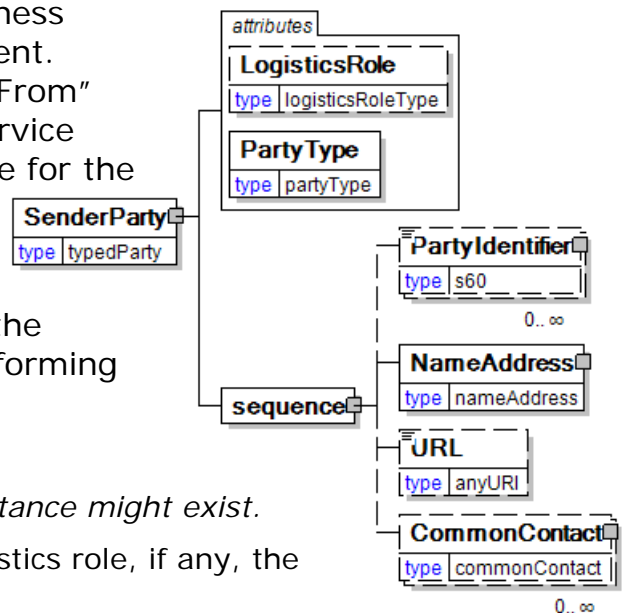 ness
ent.
From”
rvice
e for the
the
forming
tance might exist.
stics role, if any, the
attributes
LogisticsRole
type logisticsRoleType
PartyType
type partyType
SenderParty
type typedParty
sequence
PartyIdentifier
type s60
0.. ∞
NameAddress
type nameAddress
URL
type anyURI
CommonContact
type commonContact
0.. ∞